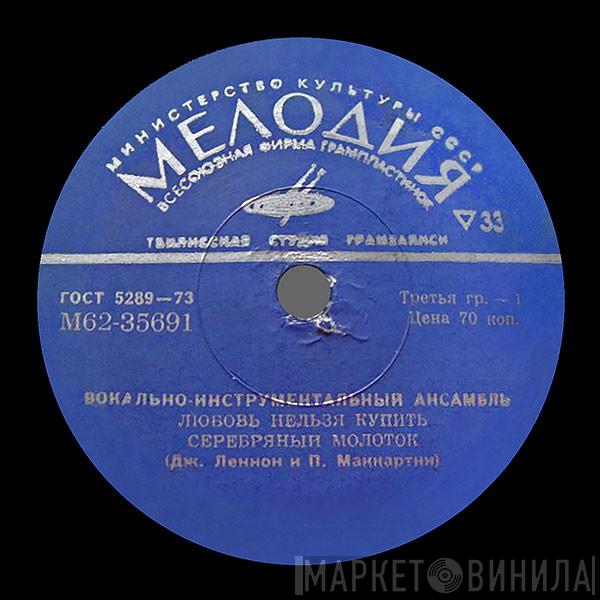 МИНИСТЕРСТВО КУЛЬТУРЫ СССР
МЕЛОДИЯ
ВСЕСОЮЗНАЯ ФИРМА ГРАМПЛАСТИНОК
33
ТБИЛИССКАЯ СТУДИЯ ГРАМЗАПИСИ
ГОСТ 5289—73
Третья гр. — 1
М62-35691
Цена 70 коп.
ВОКАЛЬНО-ИНСТРУМЕНТАЛЬНЫЙ АНСАМБЛЬ
ЛЮБОВЬ НЕЛЬЗЯ КУПИТЬ
СЕРЕБРЯНЫЙ МОЛОТОК
(Дж. Леннон и П. Маккартни)
МАРКЕТ ВИНИЛА